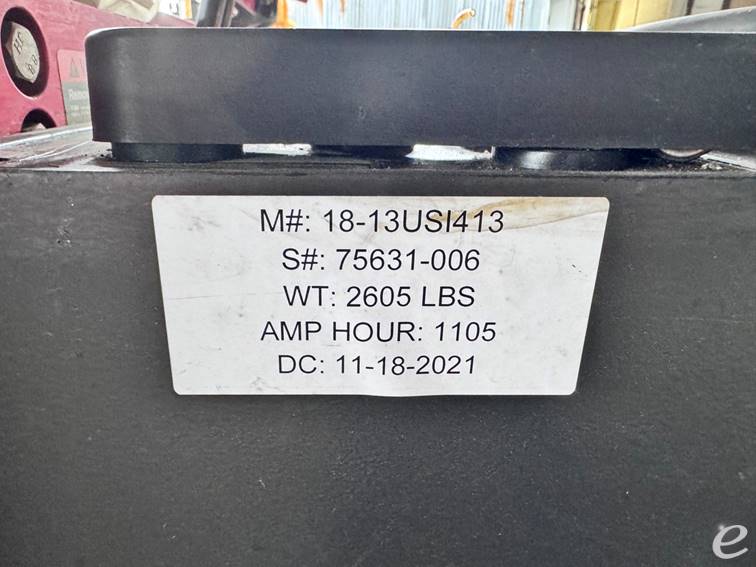 M#: 18-13USI413
S#: 75631-006
WT: 2605 LBS
AMP HOUR: 1105
DC: 11-18-2021
e